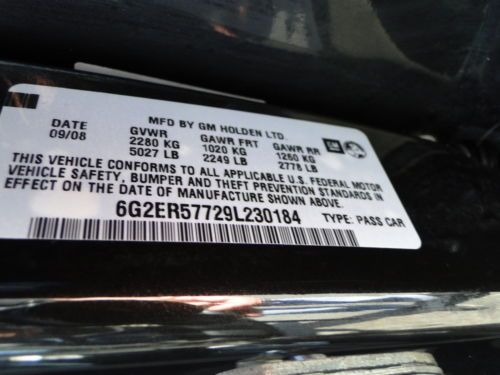 MFD BY GM HOLDEN LTD.
DATE GVWR GAWR FRT GAWR RR
09/08 2280 KG 1020 KG 1260 KG
5027 LB 2249 LB 2778 LB
THIS VEHICLE CONFORMS TO ALL APPLICABLE U.S. FEDERAL MOTOR
VEHICLE SAFETY, BUMPER AND THEFT PREVENTION STANDARDS IN
EFFECT ON THE DATE OF MANUFACTURE SHOWN ABOVE.
6G2ER57729L230184 TYPE: PASS CAR
GM